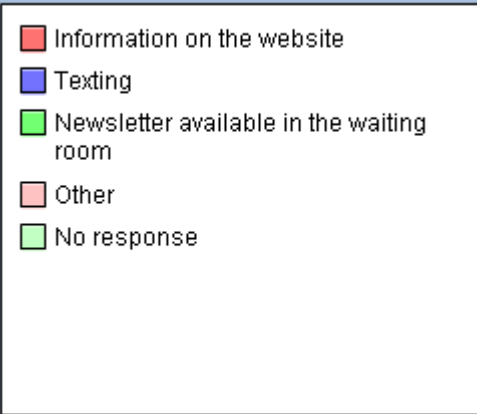 Information on the website
Texting
Newsletter available in the waiting
room
Other
No response